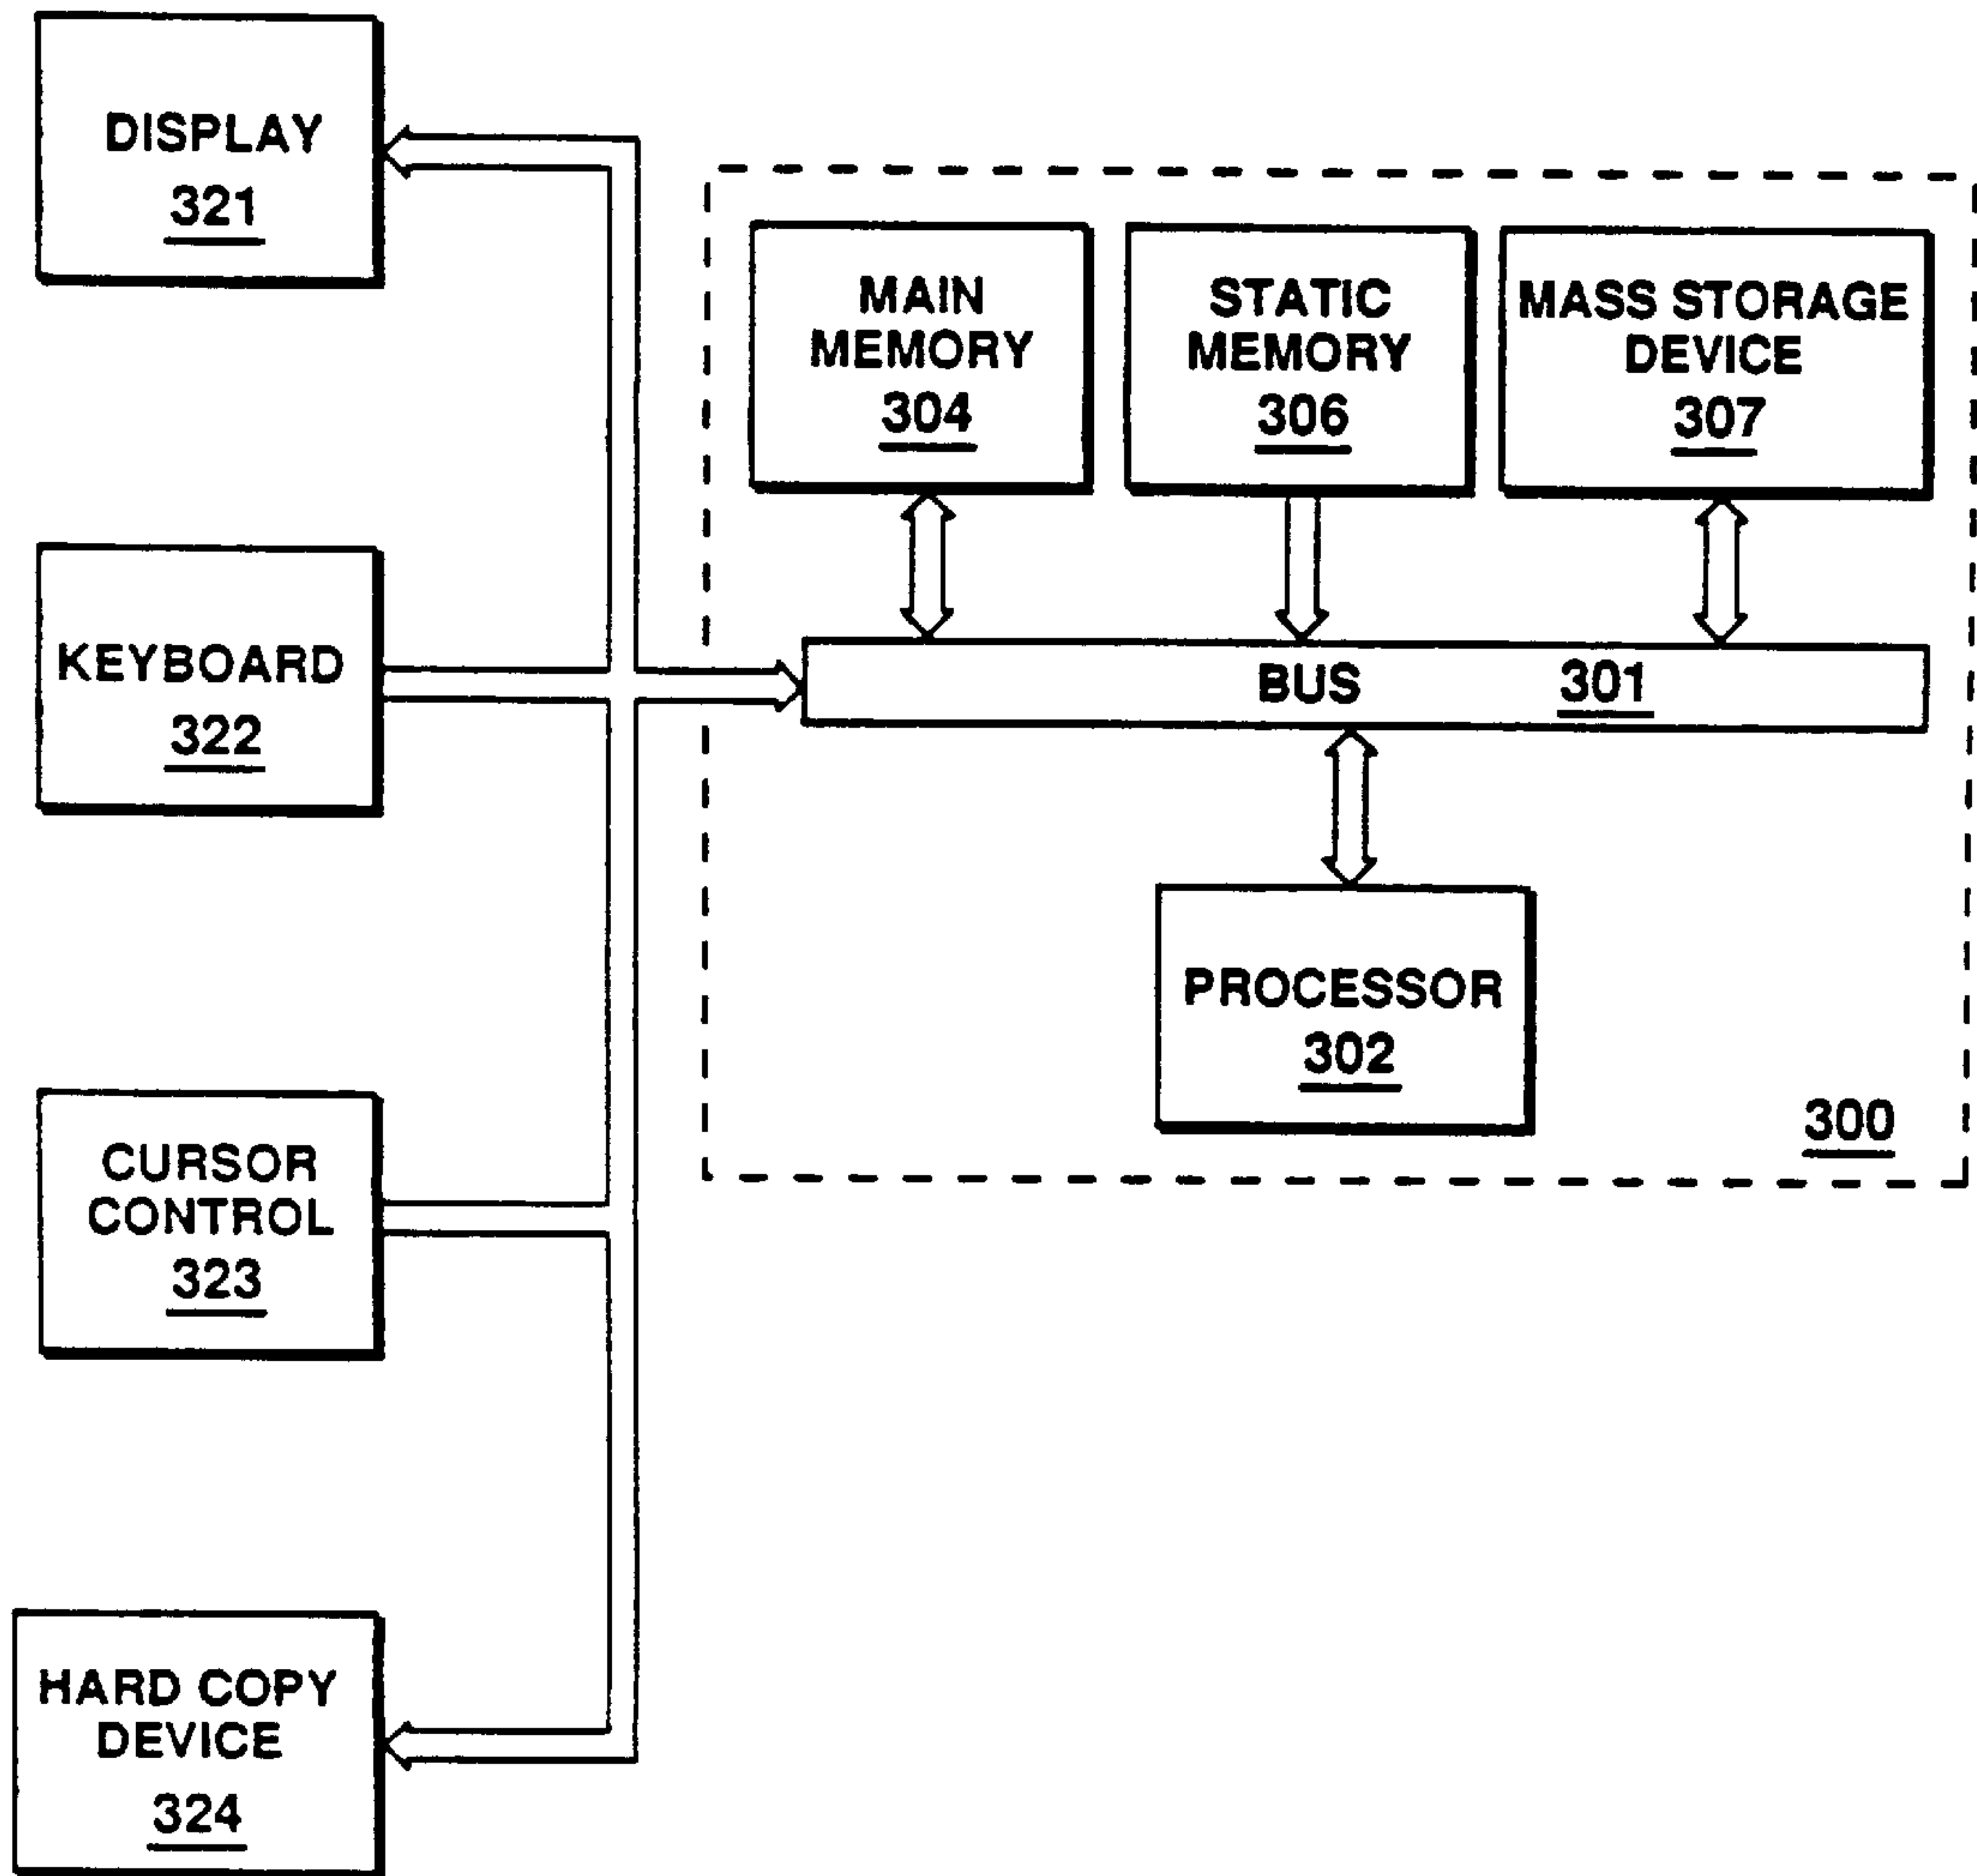 DISPLAY
321
KEYBOARD
322
CURSOR
CONTROL
323
HARD COPY
DEVICE
324
MAIN
MEMORY
304
STATIC
MEMORY
306
MASS STORAGE
DEVICE
307
BUS 301
PROCESSOR
302
300